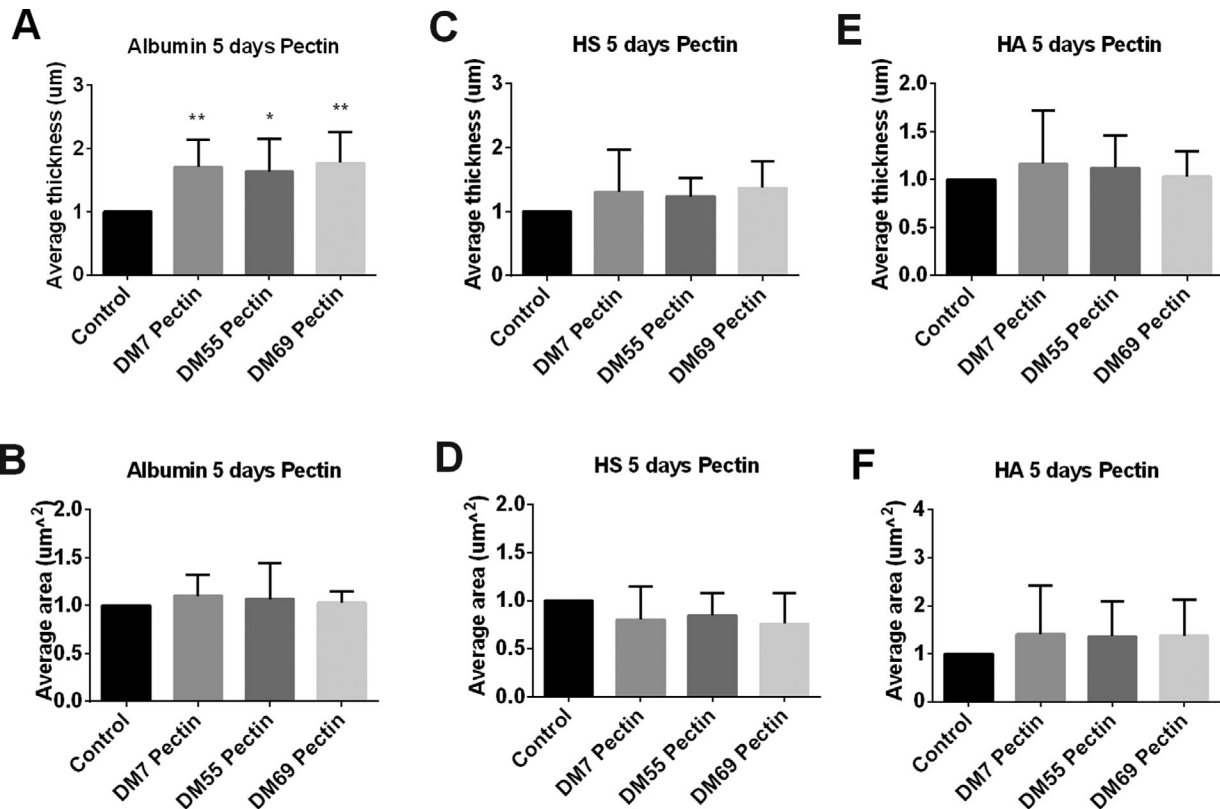 A
Albumin 5 days Pectin
Average thickness (um)
3
2
1
0
**
*
**
Control
DM7 Pectin
DM55 Pectin
DM69 Pectin
C
HS 5 days Pectin
Average thickness (um)
3
2
1
0
Control
DM7 Pectin
DM55 Pectin
DM69 Pectin
E
HA 5 days Pectin
Average thickness (um)
2.0
1.5
1.0
0.5
0.0
Control
DM7 Pectin
DM55 Pectin
DM69 Pectin
B
Albumin 5 days Pectin
Average area (um^²)
2.0
1.5
1.0
0.5
0.0
Control
DM7 Pectin
DM55 Pectin
DM69 Pectin
D
HS 5 days Pectin
Average area (um^²)
2.0
1.5
1.0
0.5
0.0
Control
DM7 Pectin
DM55 Pectin
DM69 Pectin
F
HA 5 days Pectin
Average area (um^²)
4
3
2
1
0
Control
DM7 Pectin
DM55 Pectin
DM69 Pectin